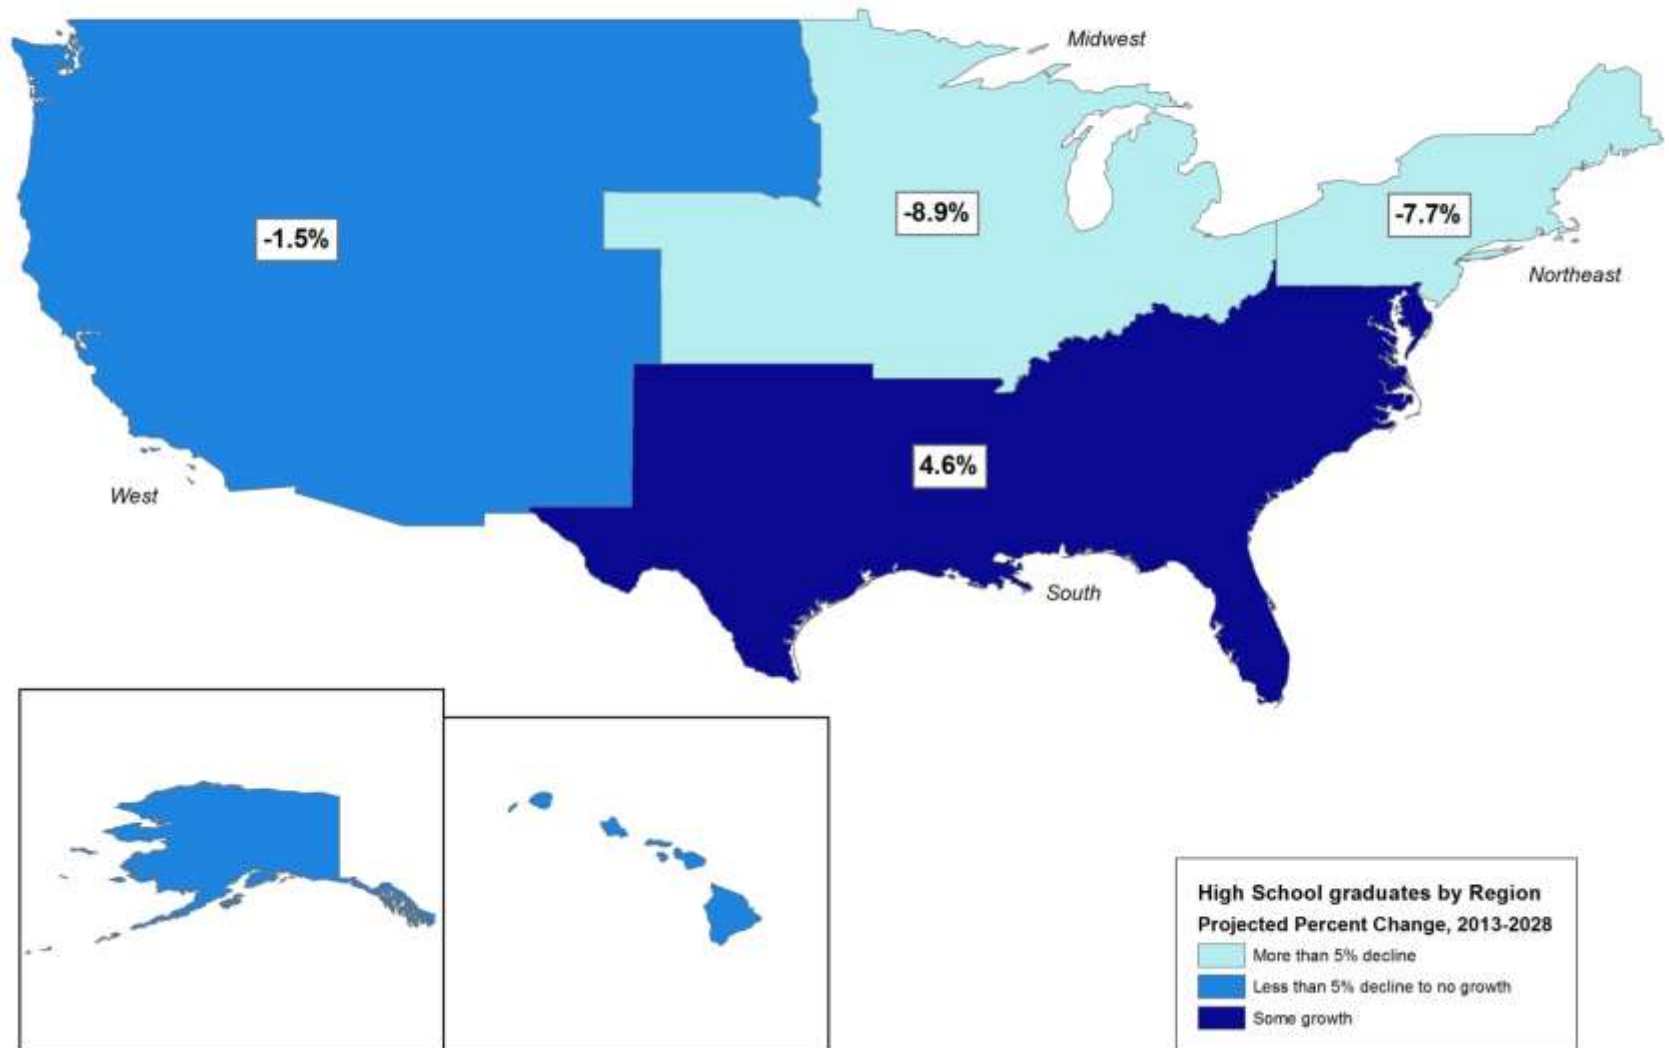 Midwest
-8.9%
-7.7%
-1.5%
Northeast
4.6%
West
South
High School graduates by Region
Projected Percent Change, 2013-2028
More than 5% decline
Less than 5% decline to no growth
Some growth